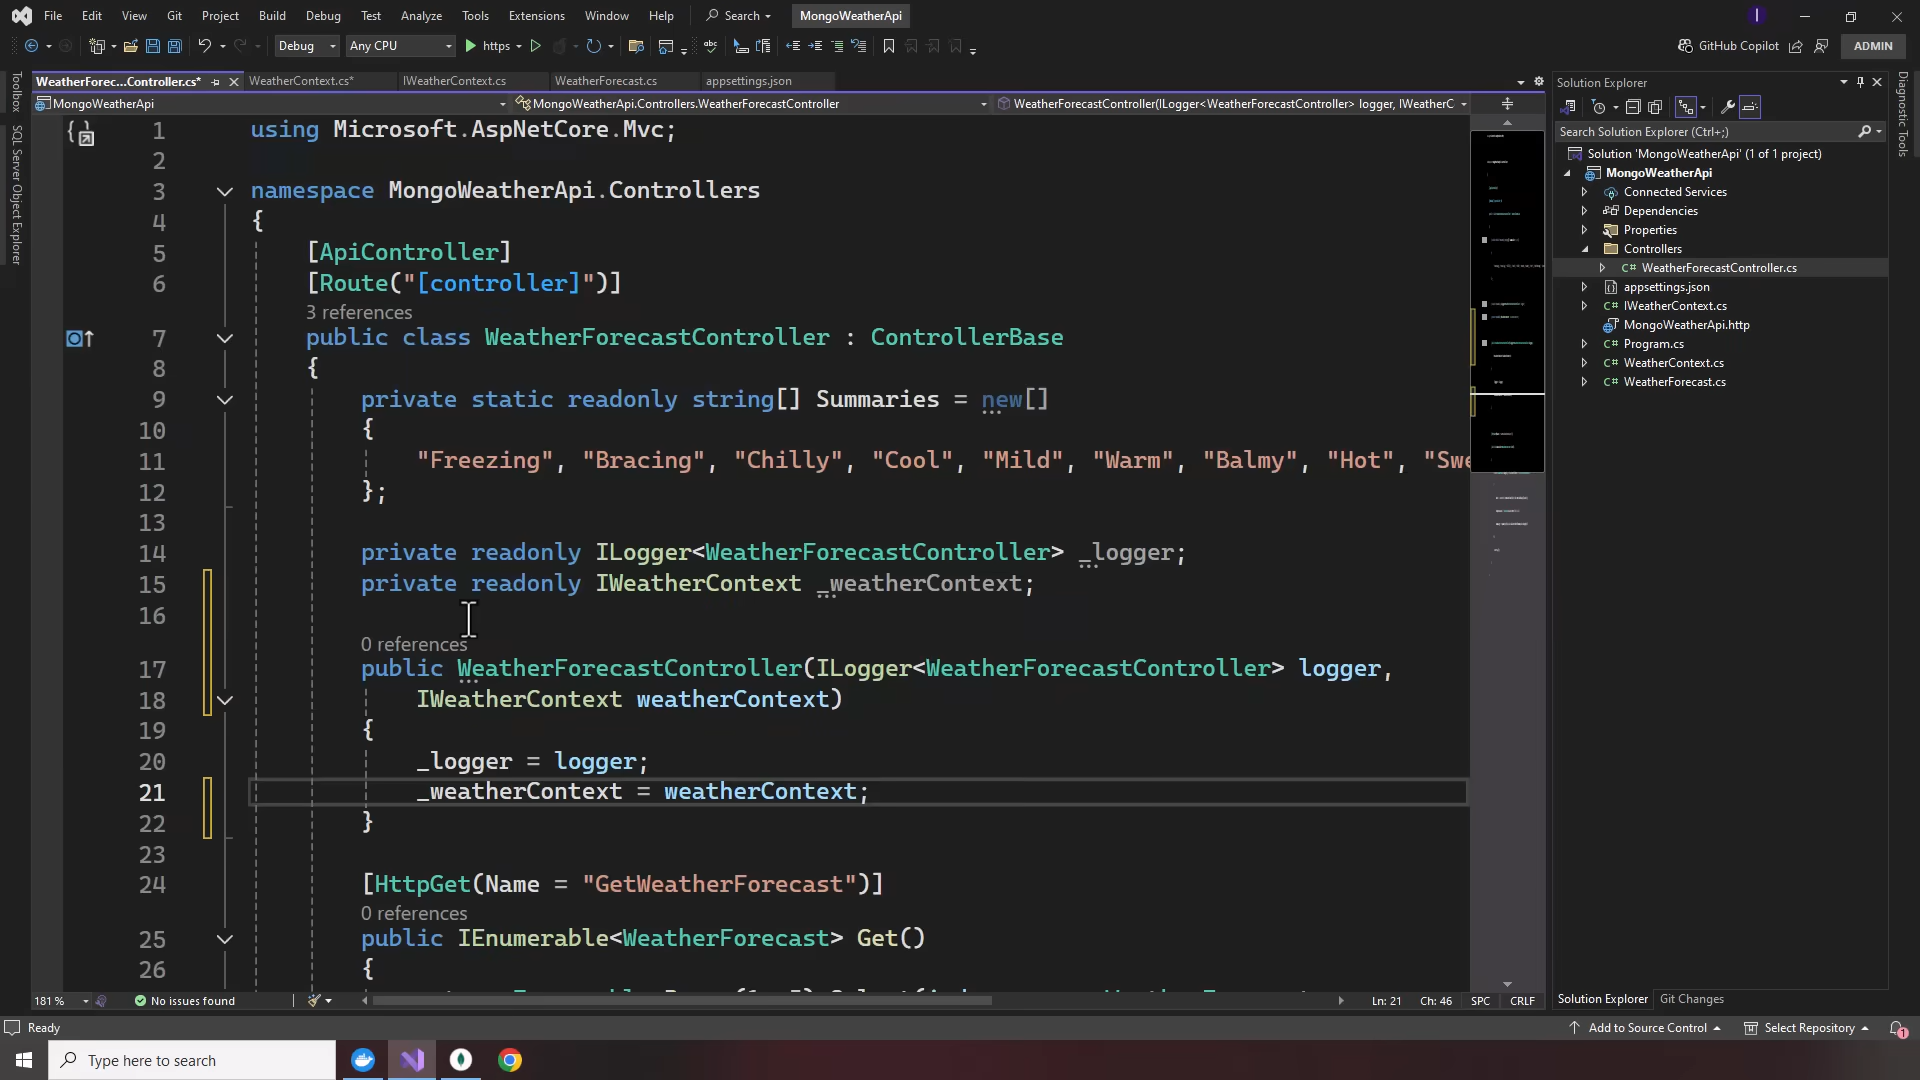 File Edit View Git Project Build Debug Test Analyze Tools Extensions Window Help Search MongoWeatherApi
Debug Any CPU https GitHub Copilot ADMIN
WeatherForec...Controller.cs* WeatherContext.cs* IWeatherContext.cs WeatherForecast.cs appsettings.json
MongoWeatherApi MongoWeatherApi.Controllers.WeatherForecastController WeatherForecastController(ILogger<WeatherForecastController> logger, IWeatherC
Toolbox
SQL Server Object Explorer
1 using Microsoft.AspNetCore.Mvc;
2
3 namespace MongoWeatherApi.Controllers
4 {
5 [ApiController]
6 [Route("[controller]")]
3 references
7 public class WeatherForecastController : ControllerBase
8 {
9 private static readonly string[] Summaries = new[]
10 {
11 "Freezing", "Bracing", "Chilly", "Cool", "Mild", "Warm", "Balmy", "Hot", "Swe
12 };
13
14 private readonly ILogger<WeatherForecastController> _logger;
15 private readonly IWeatherContext _weatherContext;
16
0 references
17 public WeatherForecastController(ILogger<WeatherForecastController> logger,
18 IWeatherContext weatherContext)
19 {
20 _logger = logger;
21 _weatherContext = weatherContext;
22 }
23
24 [HttpGet(Name = "GetWeatherForecast")]
0 references
25 public IEnumerable<WeatherForecast> Get()
26 {
181 % No issues found Ln: 21 Ch: 46 SPC CRLF
Solution Explorer
Search Solution Explorer (Ctrl+;)
Solution 'MongoWeatherApi' (1 of 1 project)
MongoWeatherApi
Connected Services
Dependencies
Properties
Controllers
C# WeatherForecastController.cs
appsettings.json
C# IWeatherContext.cs
MongoWeatherApi.http
C# Program.cs
C# WeatherContext.cs
C# WeatherForecast.cs
Solution Explorer Git Changes
Diagnostic Tools
Ready Add to Source Control Select Repository 1
Type here to search